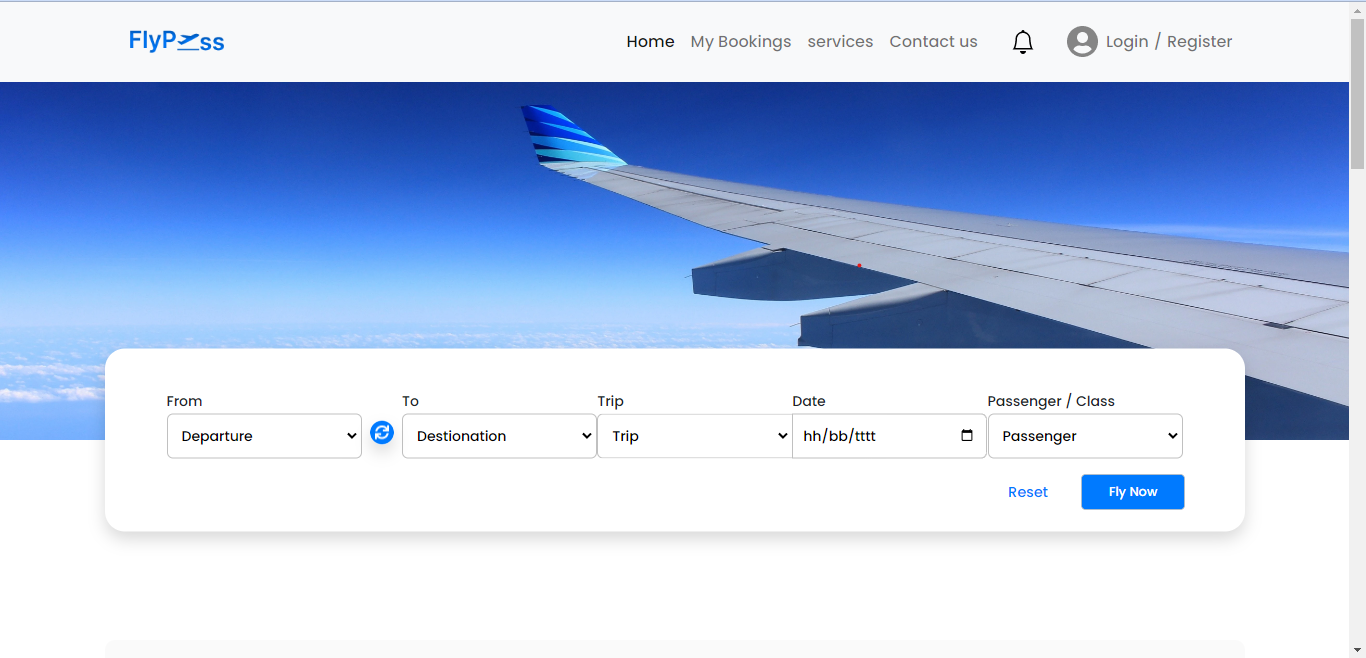 FlyPass
Home My Bookings services Contact us Login / Register
From To Trip Date Passenger / Class
Departure Destionation Trip hh/bb/tttt Passenger
Reset Fly Now